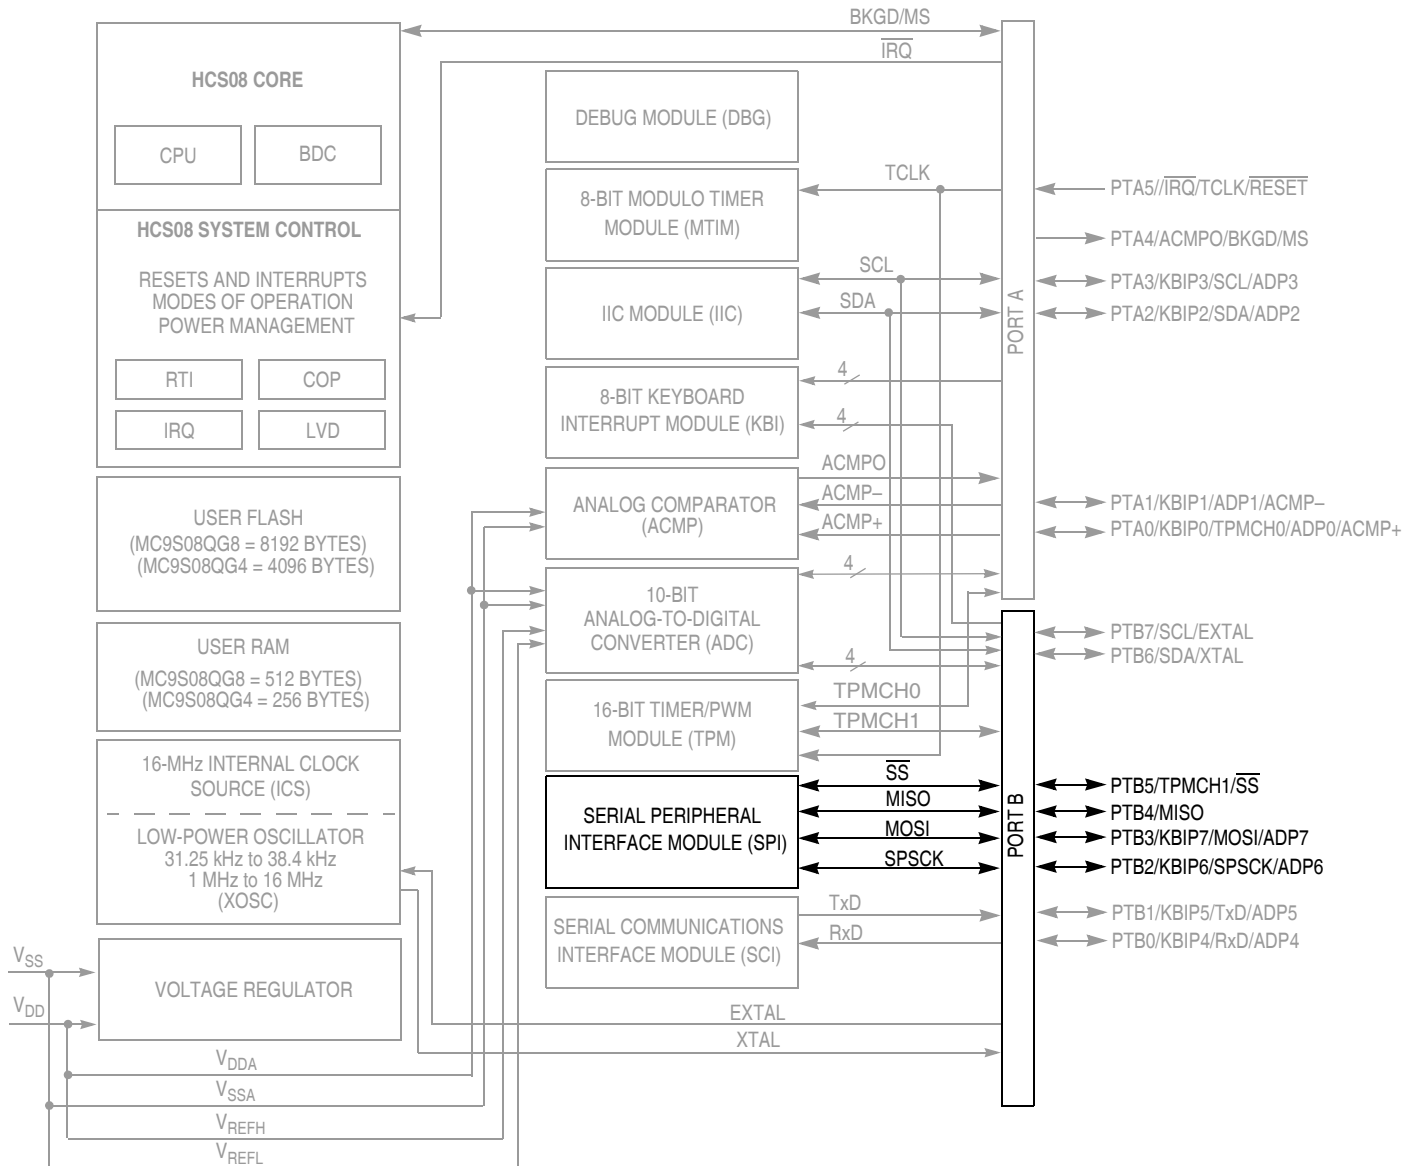 BKGD/MS
IRQ
HCS08 CORE
CPU
BDC
HCS08 SYSTEM CONTROL
RESETS AND INTERRUPTS
MODES OF OPERATION
POWER MANAGEMENT
RTI
COP
IRQ
LVD
USER FLASH
(MC9S08QG8 = 8192 BYTES)
(MC9S08QG4 = 4096 BYTES)
USER RAM
(MC9S08QG8 = 512 BYTES)
(MC9S08QG4 = 256 BYTES)
16-MHz INTERNAL CLOCK
SOURCE (ICS)
LOW-POWER OSCILLATOR
31.25 kHz to 38.4 kHz
1 MHz to 16 MHz
(XOSC)
VOLTAGE REGULATOR
VSS
VDD
VDDA
VSSA
VREFH
VREFL
DEBUG MODULE (DBG)
8-BIT MODULO TIMER
MODULE (MTIM)
IIC MODULE (IIC)
8-BIT KEYBOARD
INTERRUPT MODULE (KBI)
ANALOG COMPARATOR
(ACMP)
10-BIT
ANALOG-TO-DIGITAL
CONVERTER (ADC)
16-BIT TIMER/PWM
MODULE (TPM)
SERIAL PERIPHERAL
INTERFACE MODULE (SPI)
SERIAL COMMUNICATIONS
INTERFACE MODULE (SCI)
TCLK
SCL
SDA
4
4
ACMPO
ACMP–
ACMP+
4
4
TPMCH0
TPMCH1
SS
MISO
MOSI
SPSCK
TxD
RxD
EXTAL
XTAL
PORT A
PORT B
PTA5//IRQ/TCLK/RESET
PTA4/ACMPO/BKGD/MS
PTA3/KBIP3/SCL/ADP3
PTA2/KBIP2/SDA/ADP2
PTA1/KBIP1/ADP1/ACMP–
PTA0/KBIP0/TPMCH0/ADP0/ACMP+
PTB7/SCL/EXTAL
PTB6/SDA/XTAL
PTB5/TPMCH1/SS
PTB4/MISO
PTB3/KBIP7/MOSI/ADP7
PTB2/KBIP6/SPSCK/ADP6
PTB1/KBIP5/TxD/ADP5
PTB0/KBIP4/RxD/ADP4